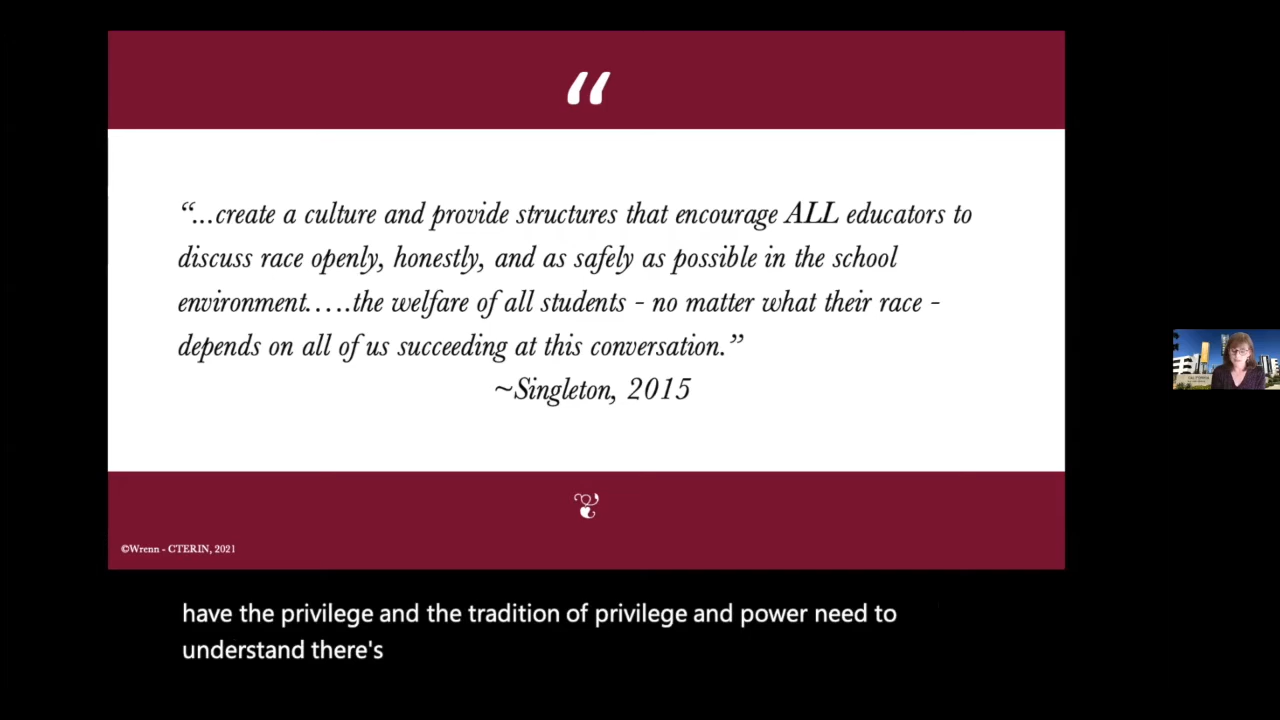 “
“...create a culture and provide structures that encourage ALL educators to
discuss race openly, honestly, and as safely as possible in the school
environment.....the welfare of all students - no matter what their race -
depends on all of us succeeding at this conversation.”
~Singleton, 2015
©Wrenn - CTERIN, 2021
have the privilege and the tradition of privilege and power need to
understand there's